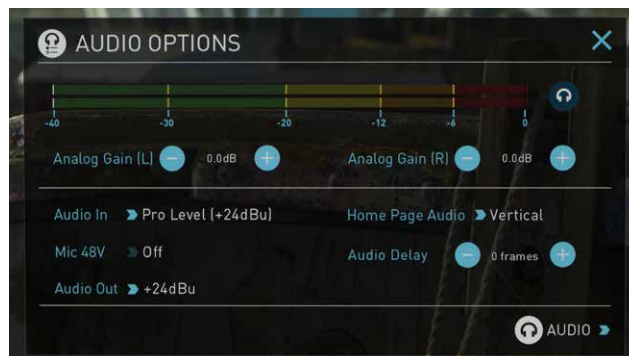 AUDIO OPTIONS
-40 -30 -20 -12 -6 0
Analog Gain (L) 0.0dB Analog Gain (R) 0.0dB
Audio In Pro Level (+24dBu) Home Page Audio Vertical
Mic 48V Off Audio Delay 0 frames
Audio Out +24dBu
AUDIO